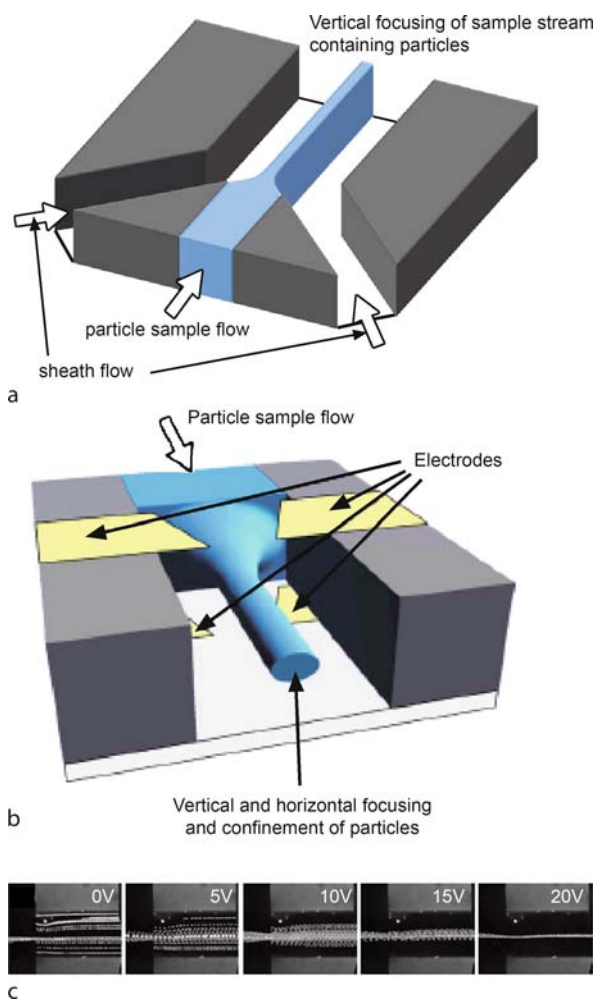 Vertical focusing of sample stream
containing particles
particle sample flow
sheath flow
a
Particle sample flow
Electrodes
Vertical and horizontal focusing
and confinement of particles
b
0V 5V 10V 15V 20V
c